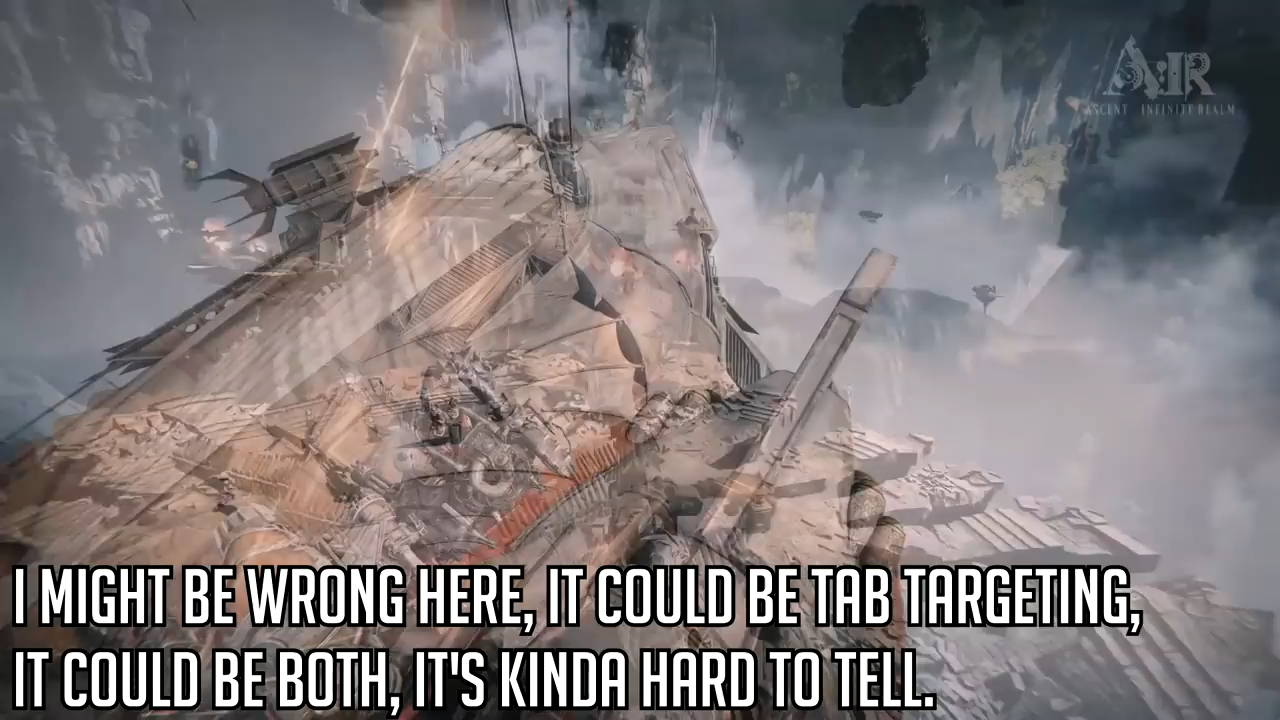 A:IR
ASCENT INFINITE REALM
I MIGHT BE WRONG HERE, IT COULD BE TAB TARGETING,
IT COULD BE BOTH, IT'S KINDA HARD TO TELL.